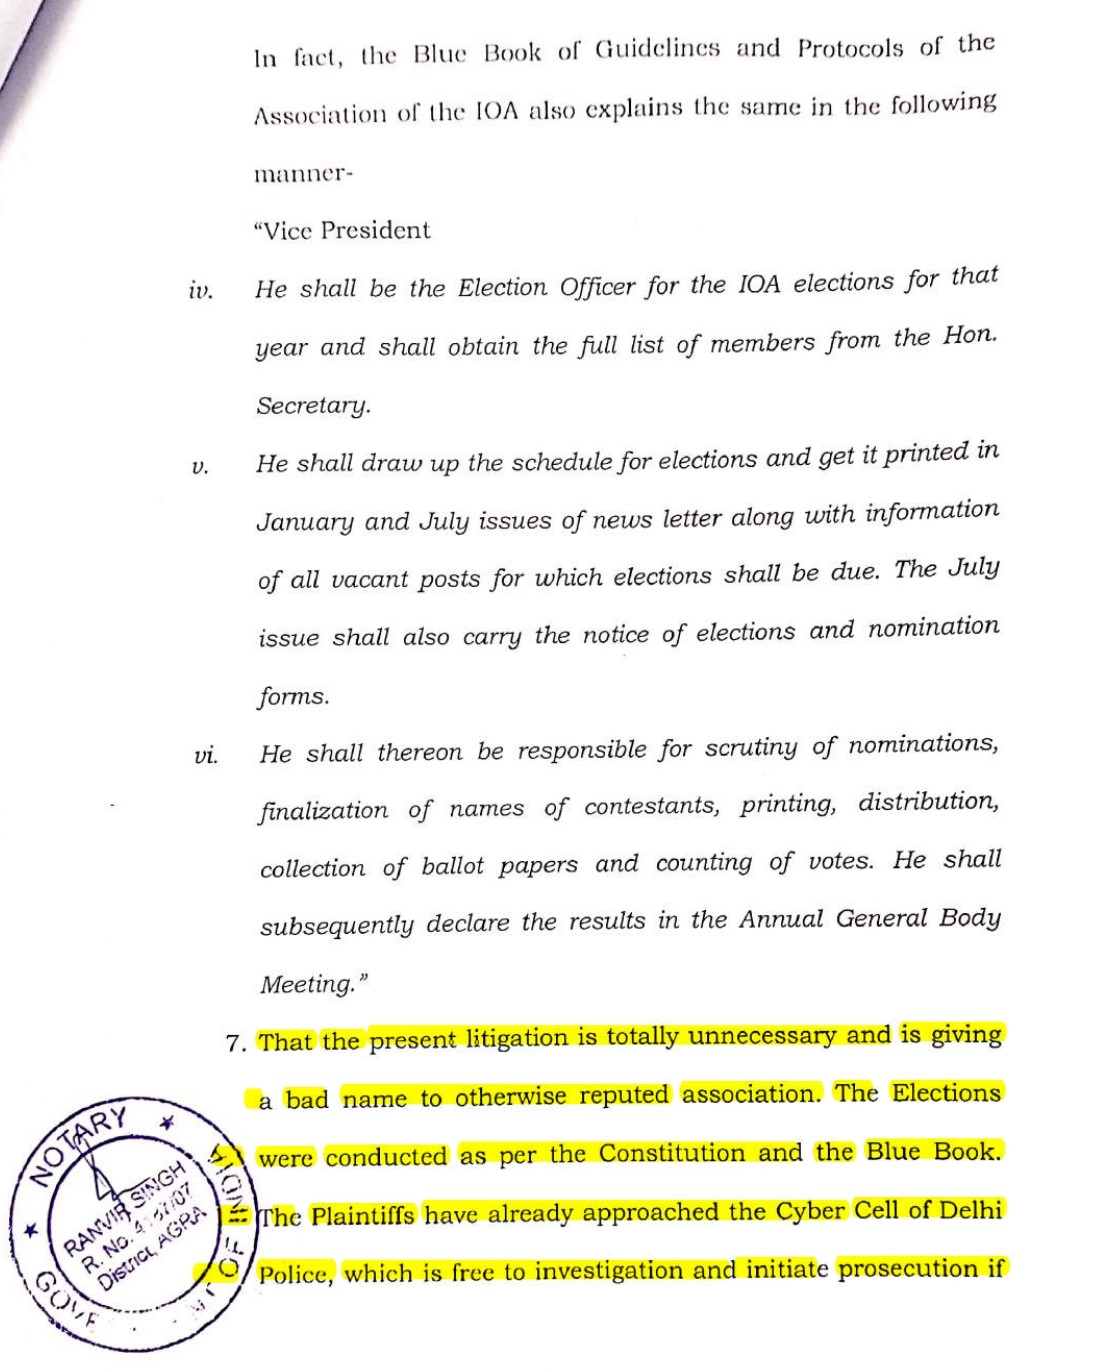 In fact, the Blue Book of Guidelines and Protocols of the
Association of the IOA also explains the same in the following
manner-
“Vice President
iv. He shall be the Election Officer for the IOA elections for that
year and shall obtain the full list of members from the Hon.
Secretary.
v. He shall draw up the schedule for elections and get it printed in
January and July issues of news letter along with information
of all vacant posts for which elections shall be due. The July
issue shall also carry the notice of elections and nomination
forms.
vi. He shall thereon be responsible for scrutiny of nominations,
finalization of names of contestants, printing, distribution,
collection of ballot papers and counting of votes. He shall
subsequently declare the results in the Annual General Body
Meeting.”
7. That the present litigation is totally unnecessary and is giving
a bad name to otherwise reputed association. The Elections
were conducted as per the Constitution and the Blue Book.
The Plaintiffs have already approached the Cyber Cell of Delhi
Police, which is free to investigation and initiate prosecution if
NOTARY
RANVIR SINGH
R. No.
District, AGRA
INDIA
OF